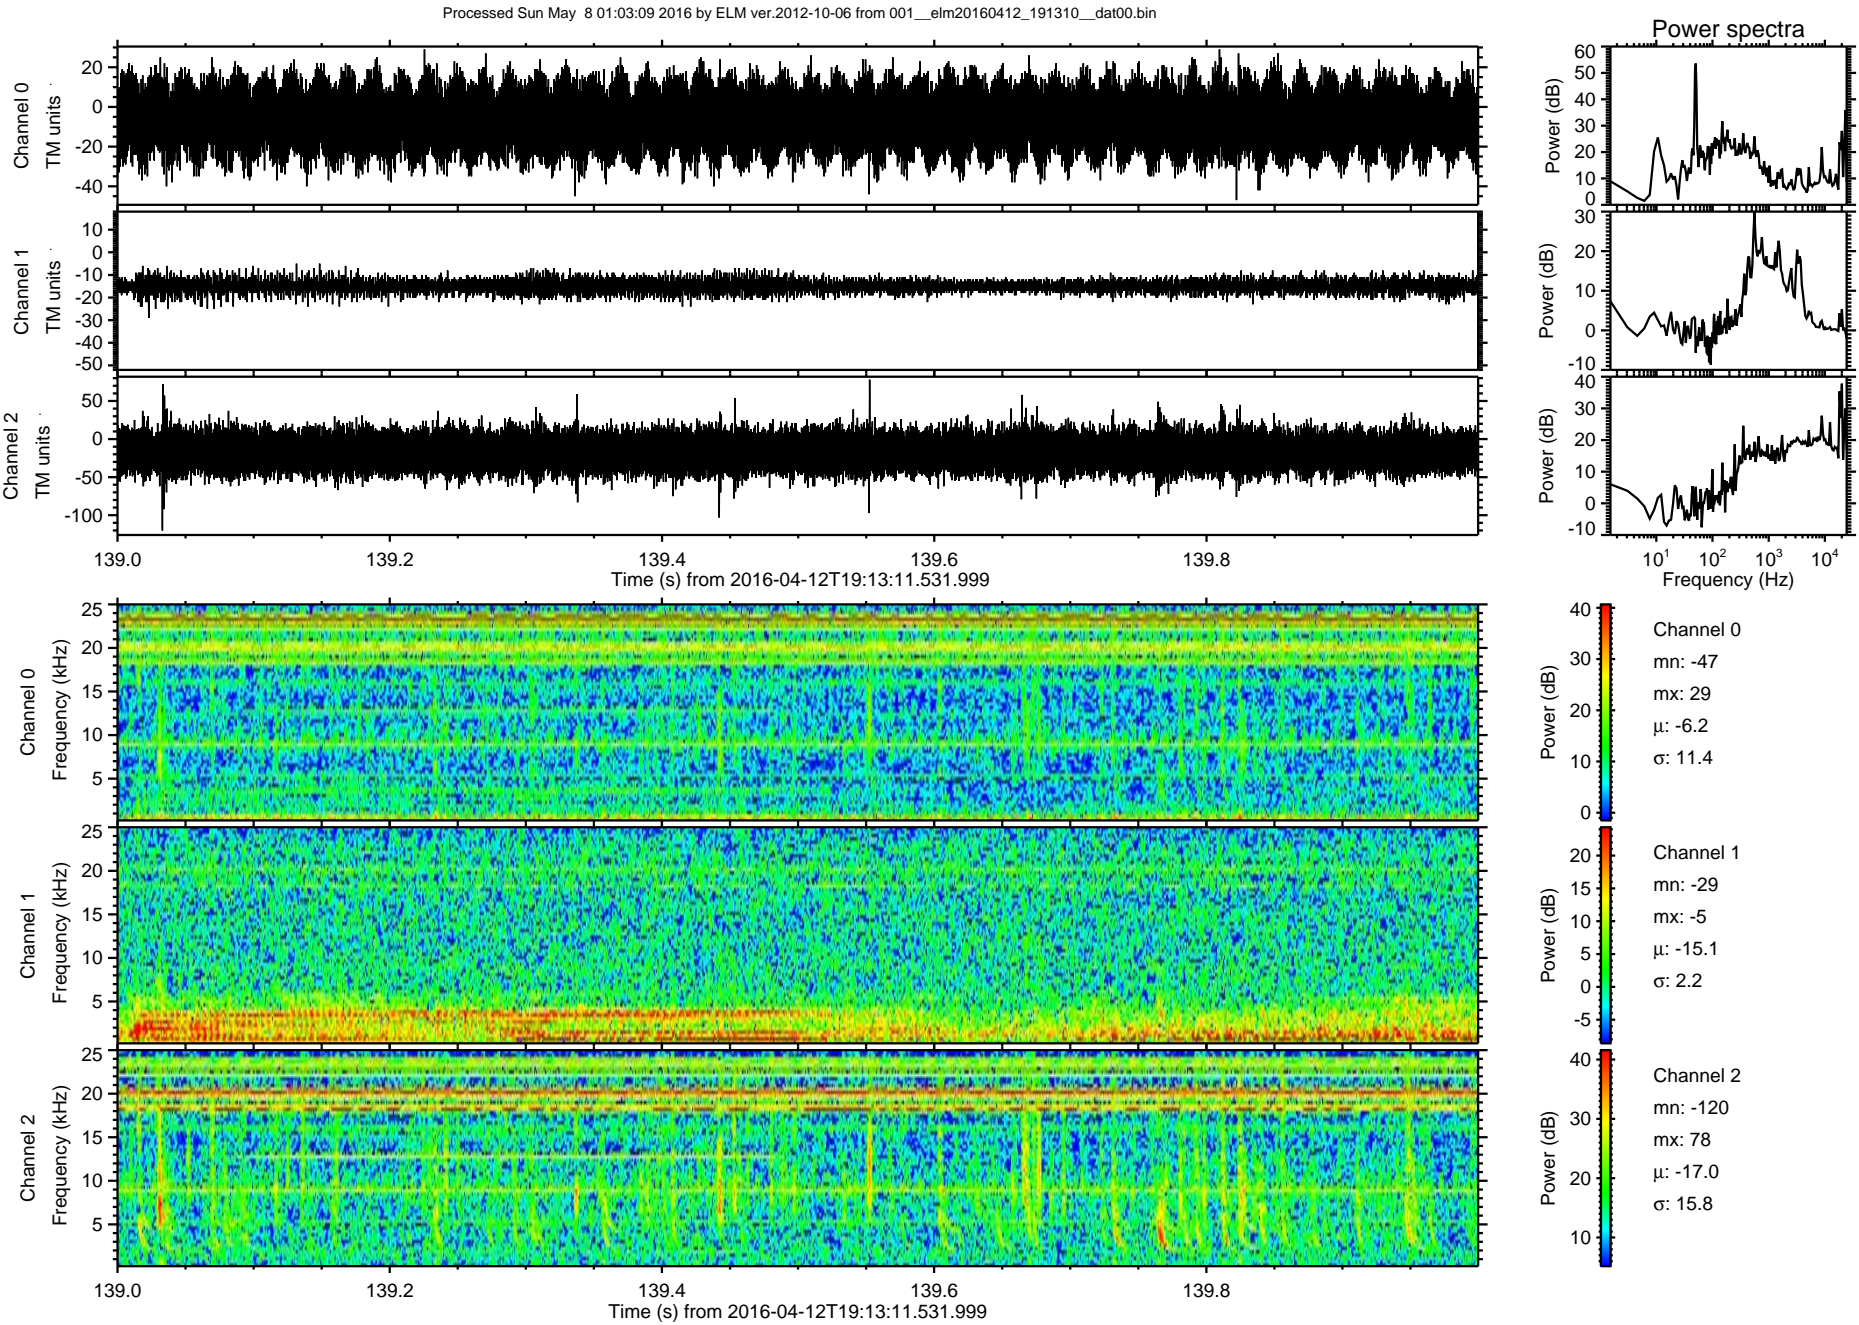 Processed Sun May  8 01:03:09 2016 by ELM ver.2012-10-06 from 001__elm20160412_191310__dat00.bin
Power spectra
Channel 0
TM units
20
0
-20
-40
Power (dB)
60
50
40
30
20
10
0
Channel 1
TM units
10
0
-10
-20
-30
-40
-50
Power (dB)
30
20
10
0
-10
Channel 2
TM units
50
0
-50
-100
Power (dB)
40
30
20
10
0
-10
139.0 139.2 139.4 139.6 139.8
Time (s) from 2016-04-12T19:13:11.531.999
10¹ 10² 10³ 10⁴
Frequency (Hz)
Channel 0
Frequency (kHz)
25
20
15
10
5
Power (dB)
40
30
20
10
0
Channel 0
mn: -47
mx: 29
μ: -6.2
σ: 11.4
Channel 1
Frequency (kHz)
25
20
15
10
5
Power (dB)
20
15
10
5
0
-5
Channel 1
mn: -29
mx: -5
μ: -15.1
σ: 2.2
Channel 2
Frequency (kHz)
25
20
15
10
5
Power (dB)
40
30
20
10
Channel 2
mn: -120
mx: 78
μ: -17.0
σ: 15.8
139.0 139.2 139.4 139.6 139.8
Time (s) from 2016-04-12T19:13:11.531.999